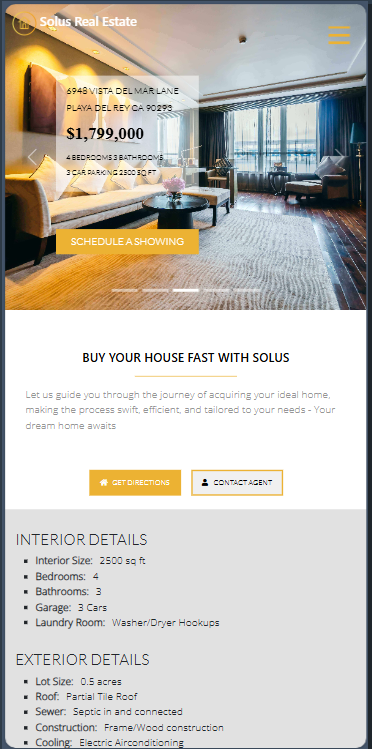 Solus Real Estate
6948 VISTA DEL MAR LANE
PLAYA DEL REY CA 90293
$1,799,000
4 BEDROOMS 3 BATHROOMS
3 CAR PARKING 2500 SQ FT
SCHEDULE A SHOWING
BUY YOUR HOUSE FAST WITH SOLUS
Let us guide you through the journey of acquiring your ideal home,
making the process swift, efficient, and tailored to your needs - Your
dream home awaits
GET DIRECTIONS
CONTACT AGENT
INTERIOR DETAILS
Interior Size: 2500 sq ft
Bedrooms: 4
Bathrooms: 3
Garage: 3 Cars
Laundry Room: Washer/Dryer Hookups
EXTERIOR DETAILS
Lot Size: 0.5 acres
Roof: Partial Tile Roof
Sewer: Septic in and connected
Construction: Frame/Wood construction
Cooling: Electric Airconditioning